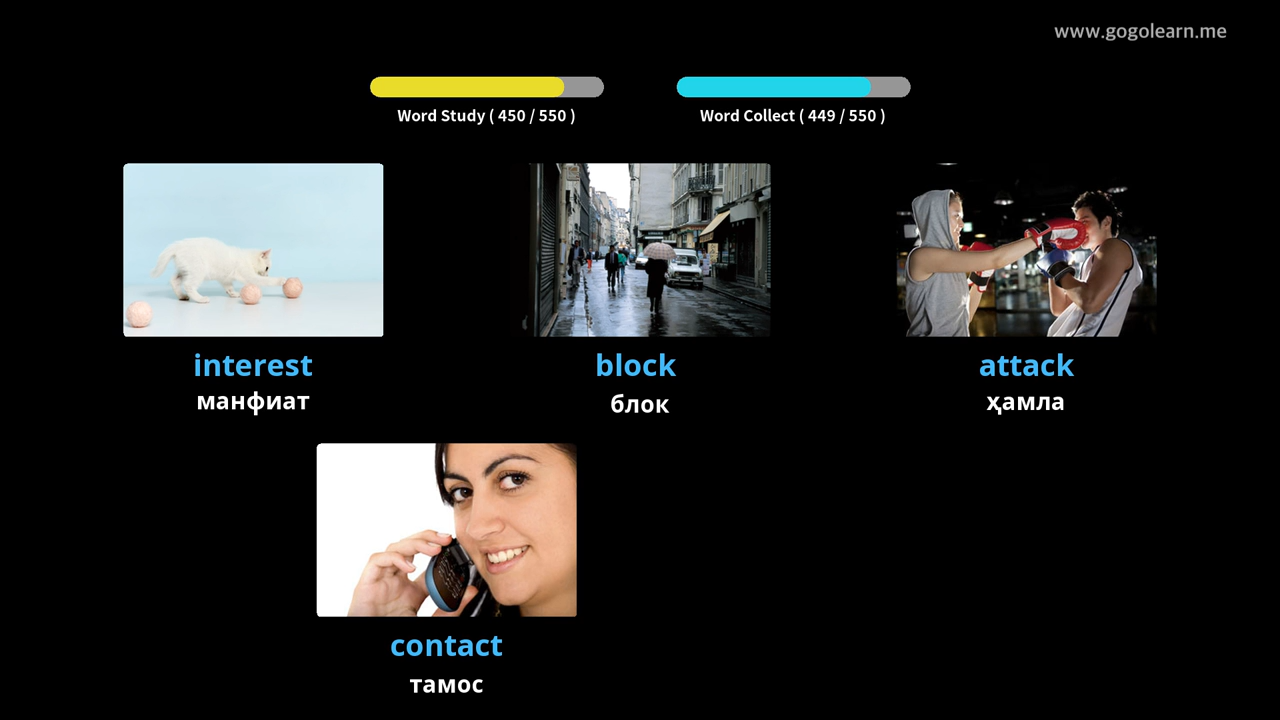 www.gogolearn.me
Word Study ( 450 / 550 )
Word Collect ( 449 / 550 )
interest
манфиат
block
блок
attack
ҳамла
contact
тамос